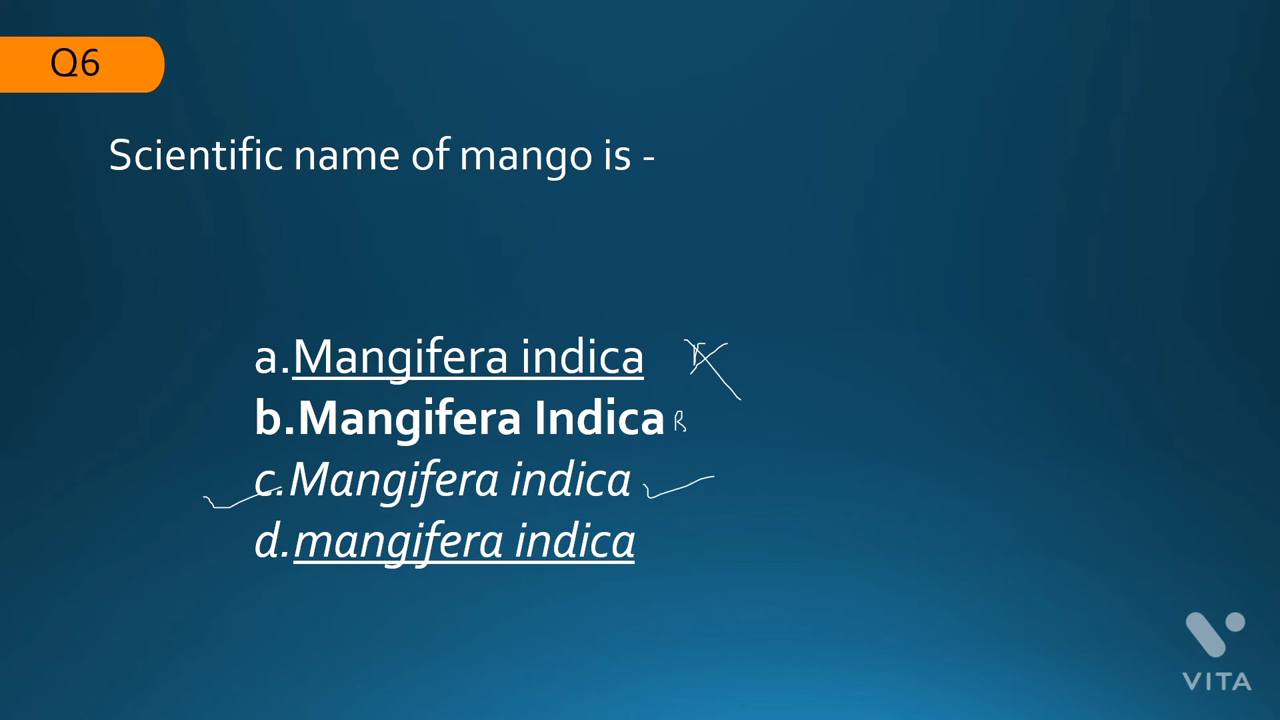 Q6
Scientific name of mango is -
a.Mangifera indica
b.Mangifera Indica R
c.Mangifera indica
d.mangifera indica
VITA